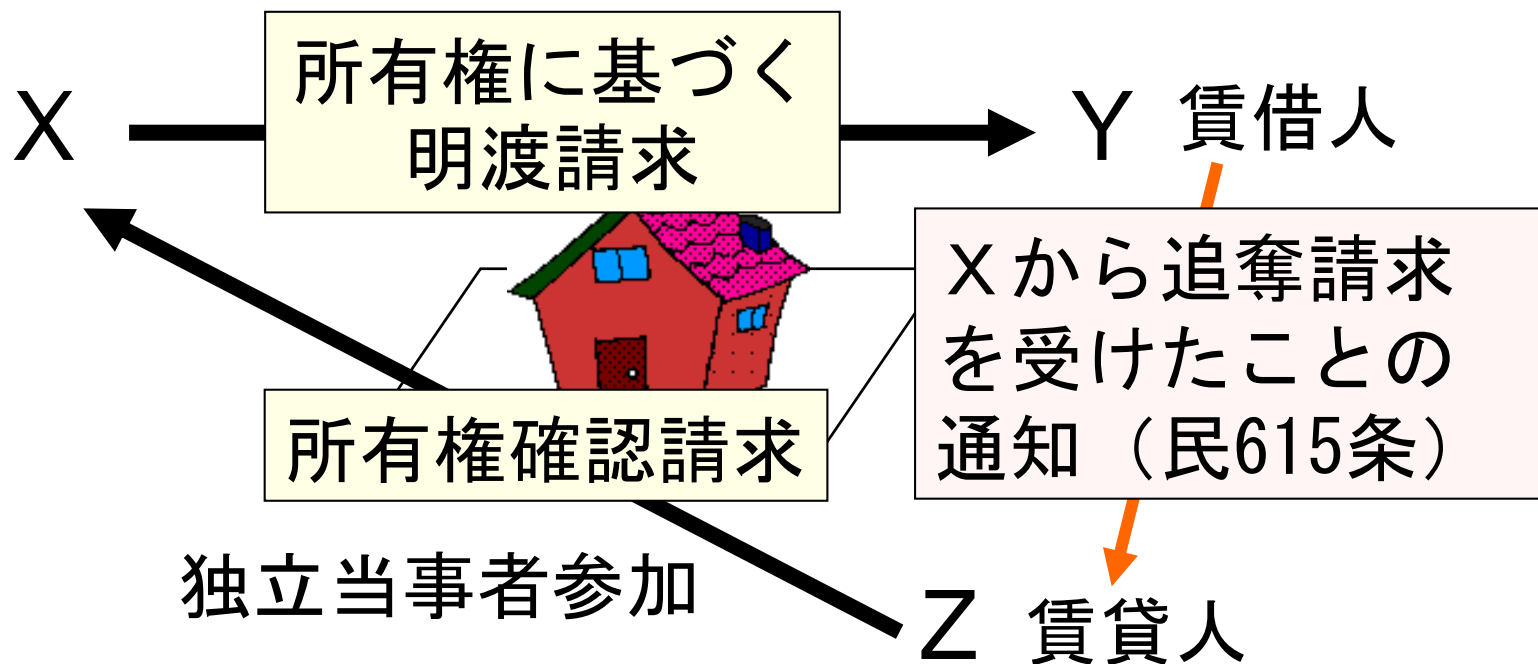 所有権に基づく
明渡請求
X
Y 賃借人
Xから追奪請求
を受けたことの
通知（民615条）
所有権確認請求
独立当事者参加
Z 賃貸人